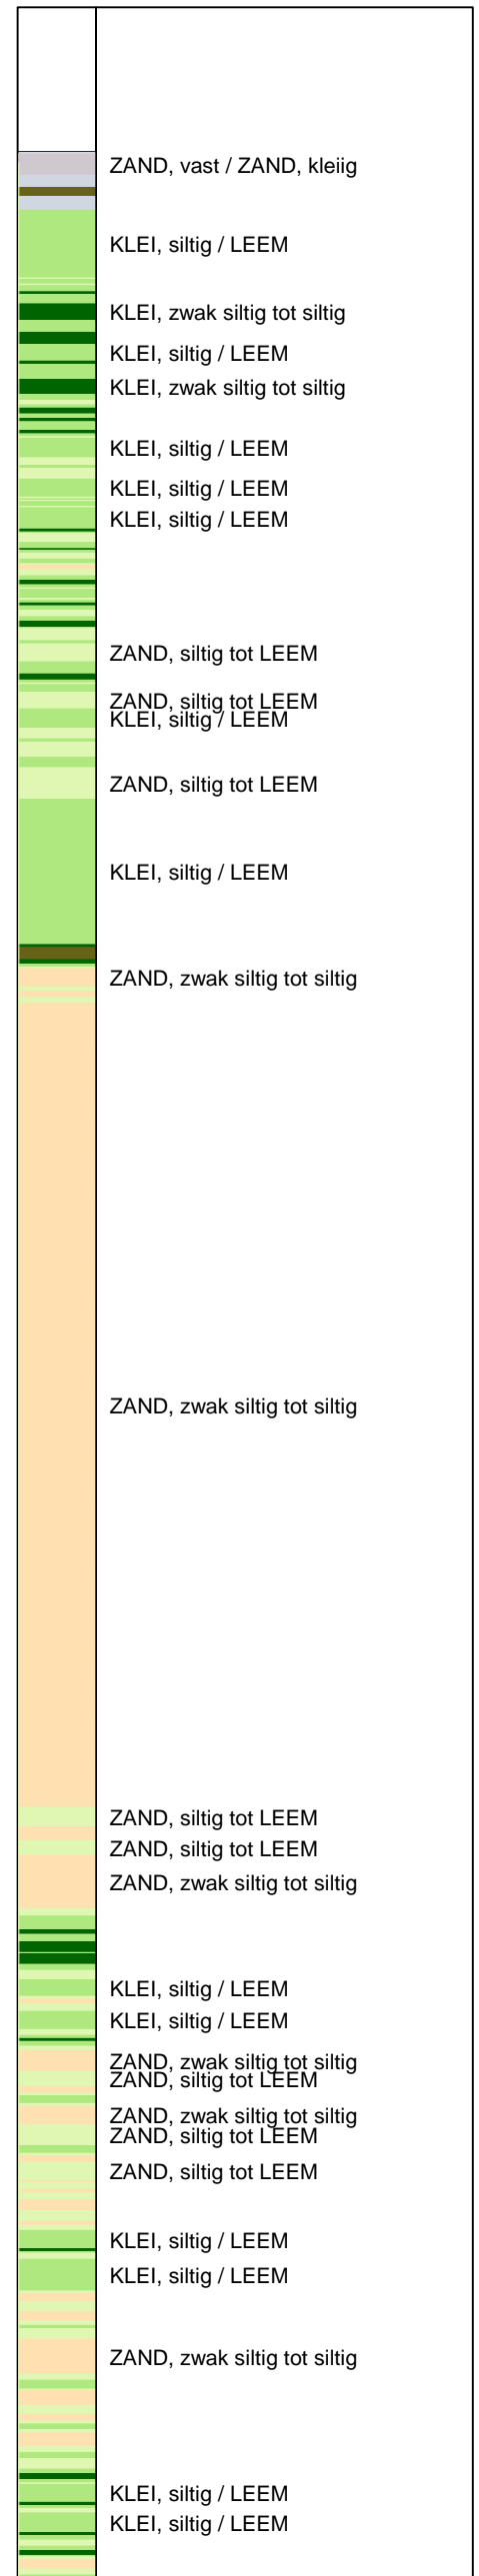 ZAND, vast / ZAND, kleiig
KLEI, siltig / LEEM
KLEI, zwak siltig tot siltig
KLEI, siltig / LEEM
KLEI, zwak siltig tot siltig
KLEI, siltig / LEEM
KLEI, siltig / LEEM
KLEI, siltig / LEEM
ZAND, siltig tot LEEM
ZAND, siltig tot LEEM
KLEI, siltig / LEEM
ZAND, siltig tot LEEM
KLEI, siltig / LEEM
ZAND, zwak siltig tot siltig
ZAND, zwak siltig tot siltig
ZAND, siltig tot LEEM
ZAND, siltig tot LEEM
ZAND, zwak siltig tot siltig
KLEI, siltig / LEEM
KLEI, siltig / LEEM
ZAND, zwak siltig tot siltig
ZAND, siltig tot LEEM
ZAND, zwak siltig tot siltig
ZAND, siltig tot LEEM
ZAND, siltig tot LEEM
KLEI, siltig / LEEM
KLEI, siltig / LEEM
ZAND, zwak siltig tot siltig
KLEI, siltig / LEEM
KLEI, siltig / LEEM